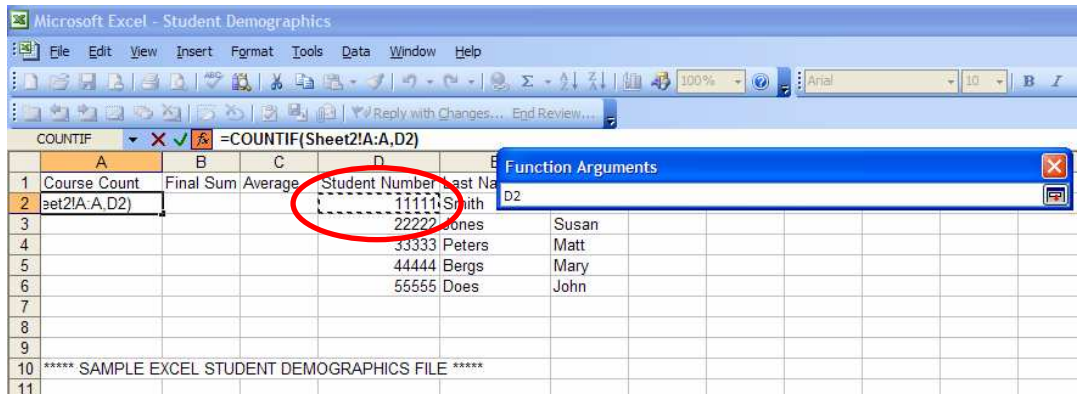 Microsoft Excel - Student Demographics
File Edit View Insert Format Tools Data Window Help
100% Arial 10 B I
Reply with Changes... End Review...
COUNTIF =COUNTIF(Sheet2!A:A,D2)
A B C D E
Function Arguments
D2
1 Course Count Final Sum Average Student Number Last Na
2 eet2!A:A,D2) 11111 Smith
3 22222 Jones Susan
4 33333 Peters Matt
5 44444 Bergs Mary
6 55555 Does John
7
8
9
10 ***** SAMPLE EXCEL STUDENT DEMOGRAPHICS FILE *****
11